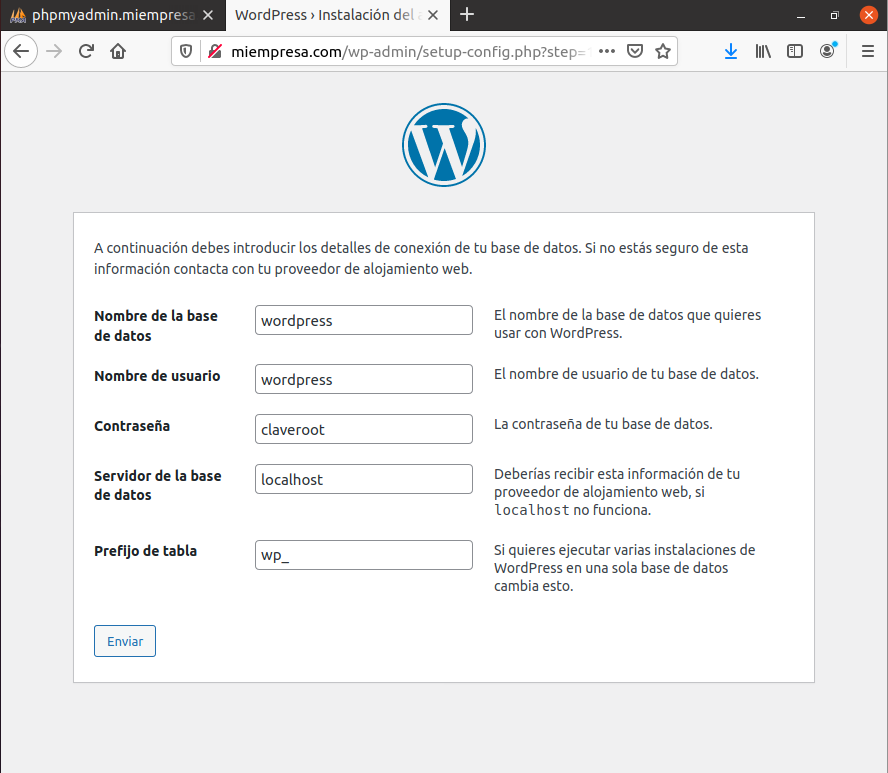 phpmyadmin.miempresa
WordPress › Instalación del a
miempresa.com/wp-admin/setup-config.php?step=
A continuación debes introducir los detalles de conexión de tu base de datos. Si no estás seguro de esta
información contacta con tu proveedor de alojamiento web.
Nombre de la base
de datos
wordpress
El nombre de la base de datos que quieres
usar con WordPress.
Nombre de usuario
wordpress
El nombre de usuario de tu base de datos.
Contraseña
claveroot
La contraseña de tu base de datos.
Servidor de la base
de datos
localhost
Deberías recibir esta información de tu
proveedor de alojamiento web, si
localhost no funciona.
Prefijo de tabla
wp_
Si quieres ejecutar varias instalaciones de
WordPress en una sola base de datos
cambia esto.
Enviar